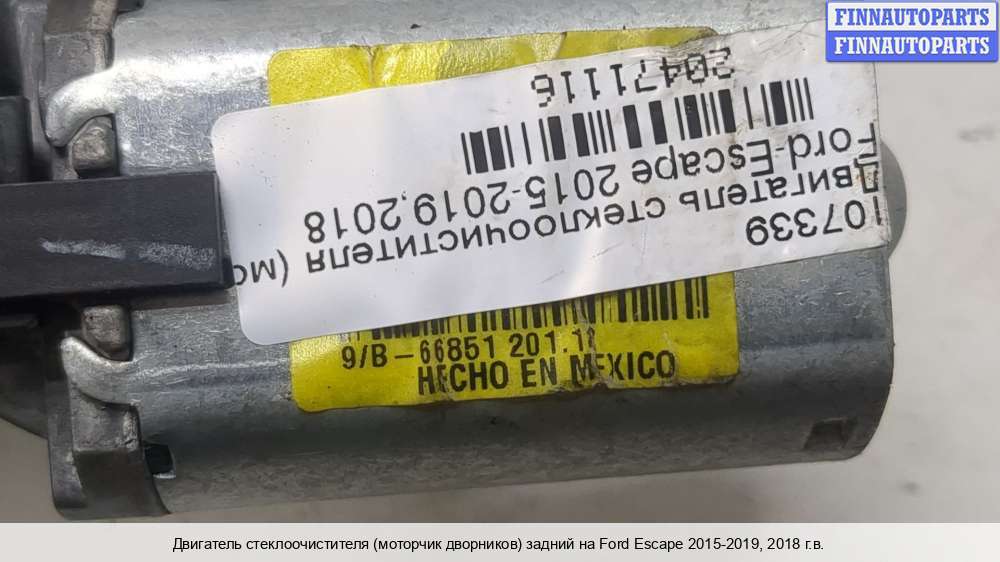 FINNAUTOPARTS
FINNAUTOPARTS
107339
Двигатель стеклоочистителя (мо
Ford-Escape 2015-2019,2018
20471116
9/B-66851 201.1
HECHO EN MEXICO
Двигатель стеклоочистителя (моторчик дворников) задний на Ford Escape 2015-2019, 2018 г.в.